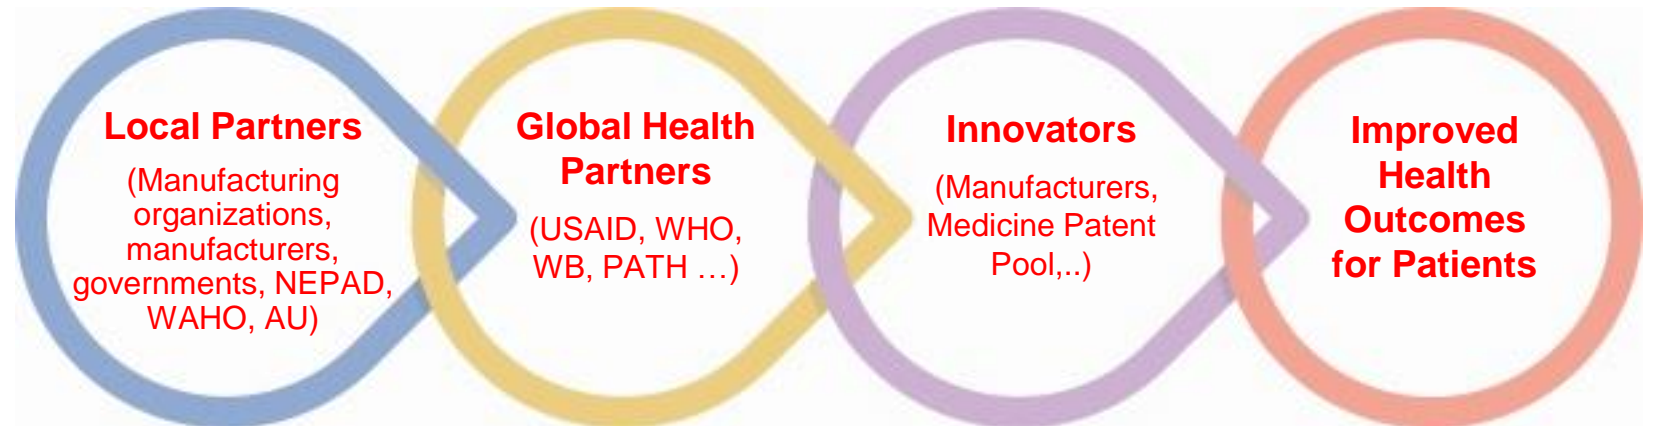 Local Partners
(Manufacturing
organizations,
manufacturers,
governments, NEPAD,
WAHO, AU)
Global Health
Partners
(USAID, WHO,
WB, PATH …)
Innovators
(Manufacturers,
Medicine Patent
Pool,..)
Improved
Health
Outcomes
for Patients